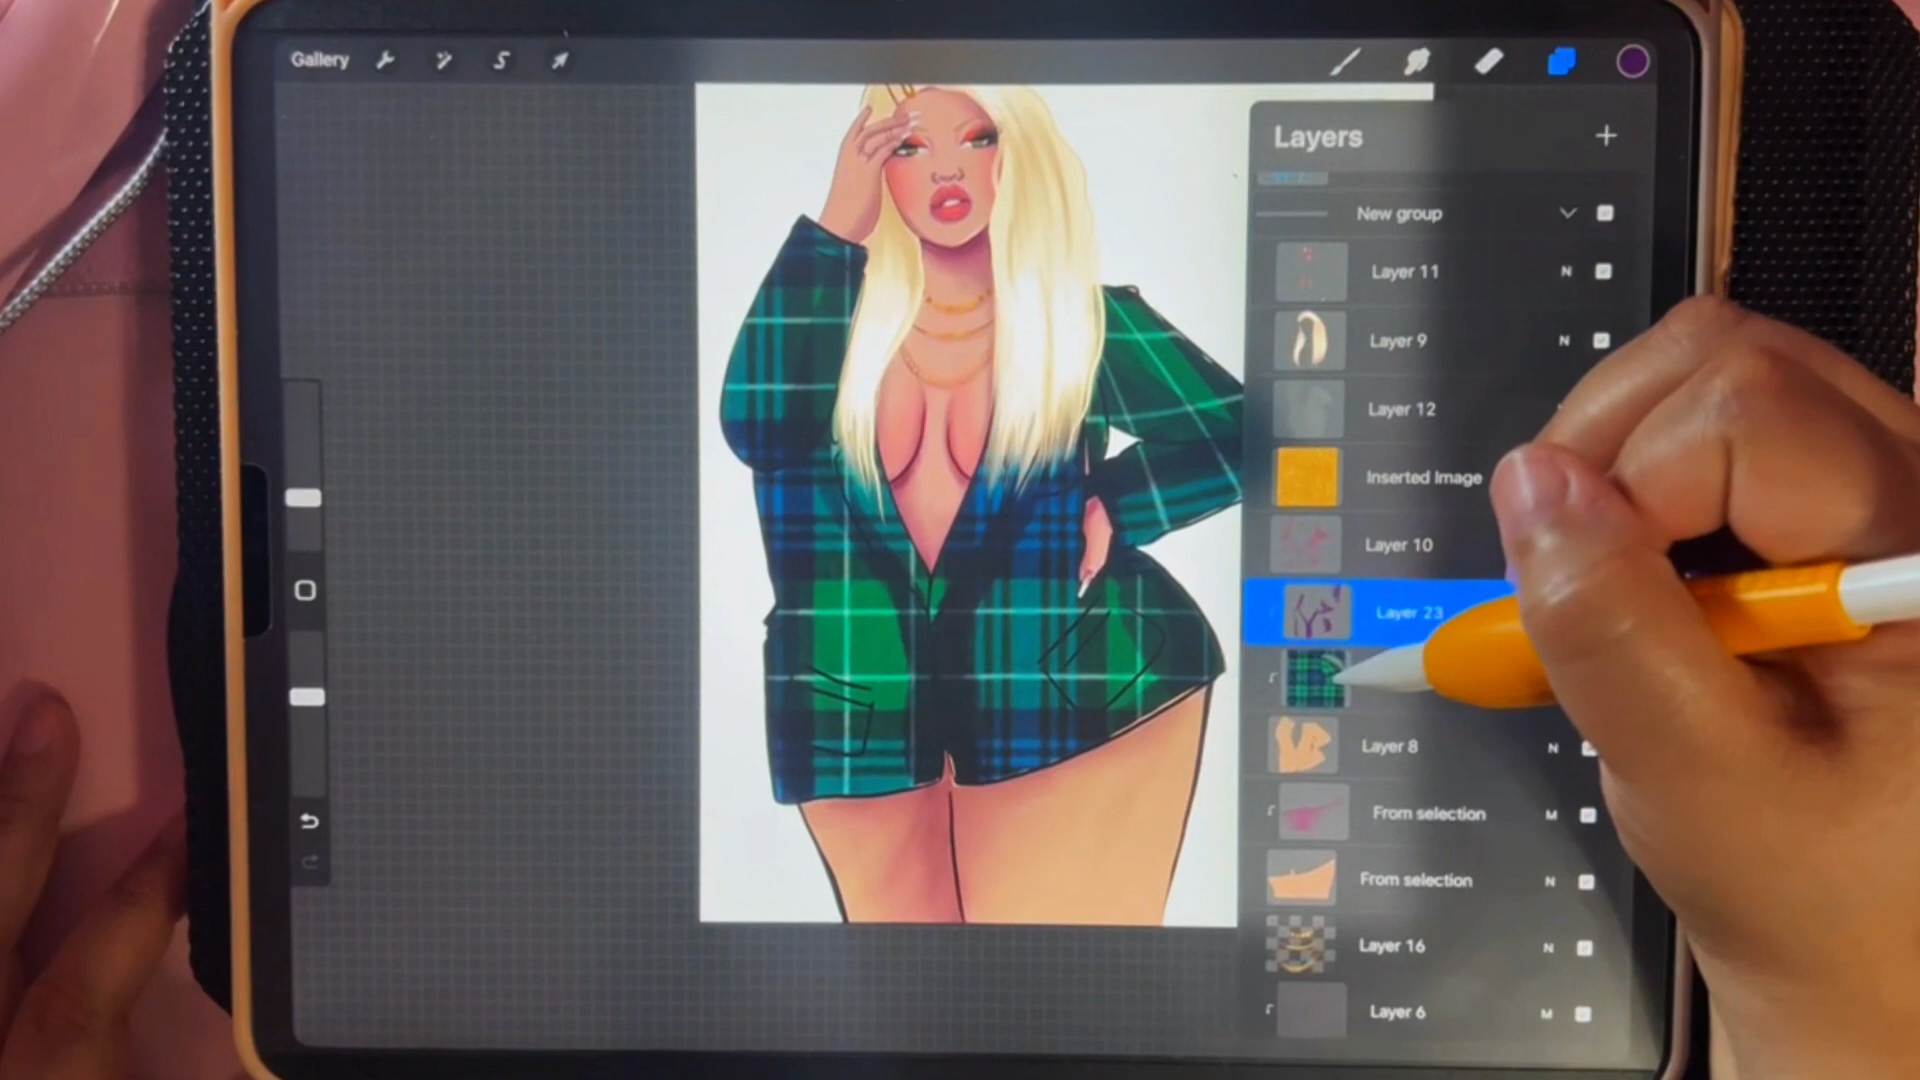 Gallery
Layers
New group
Layer 11 N
Layer 9 N
Layer 12
Inserted Image
Layer 10
Layer 23
Layer 8 N
From selection M
From selection N
Layer 16 N
Layer 6 M